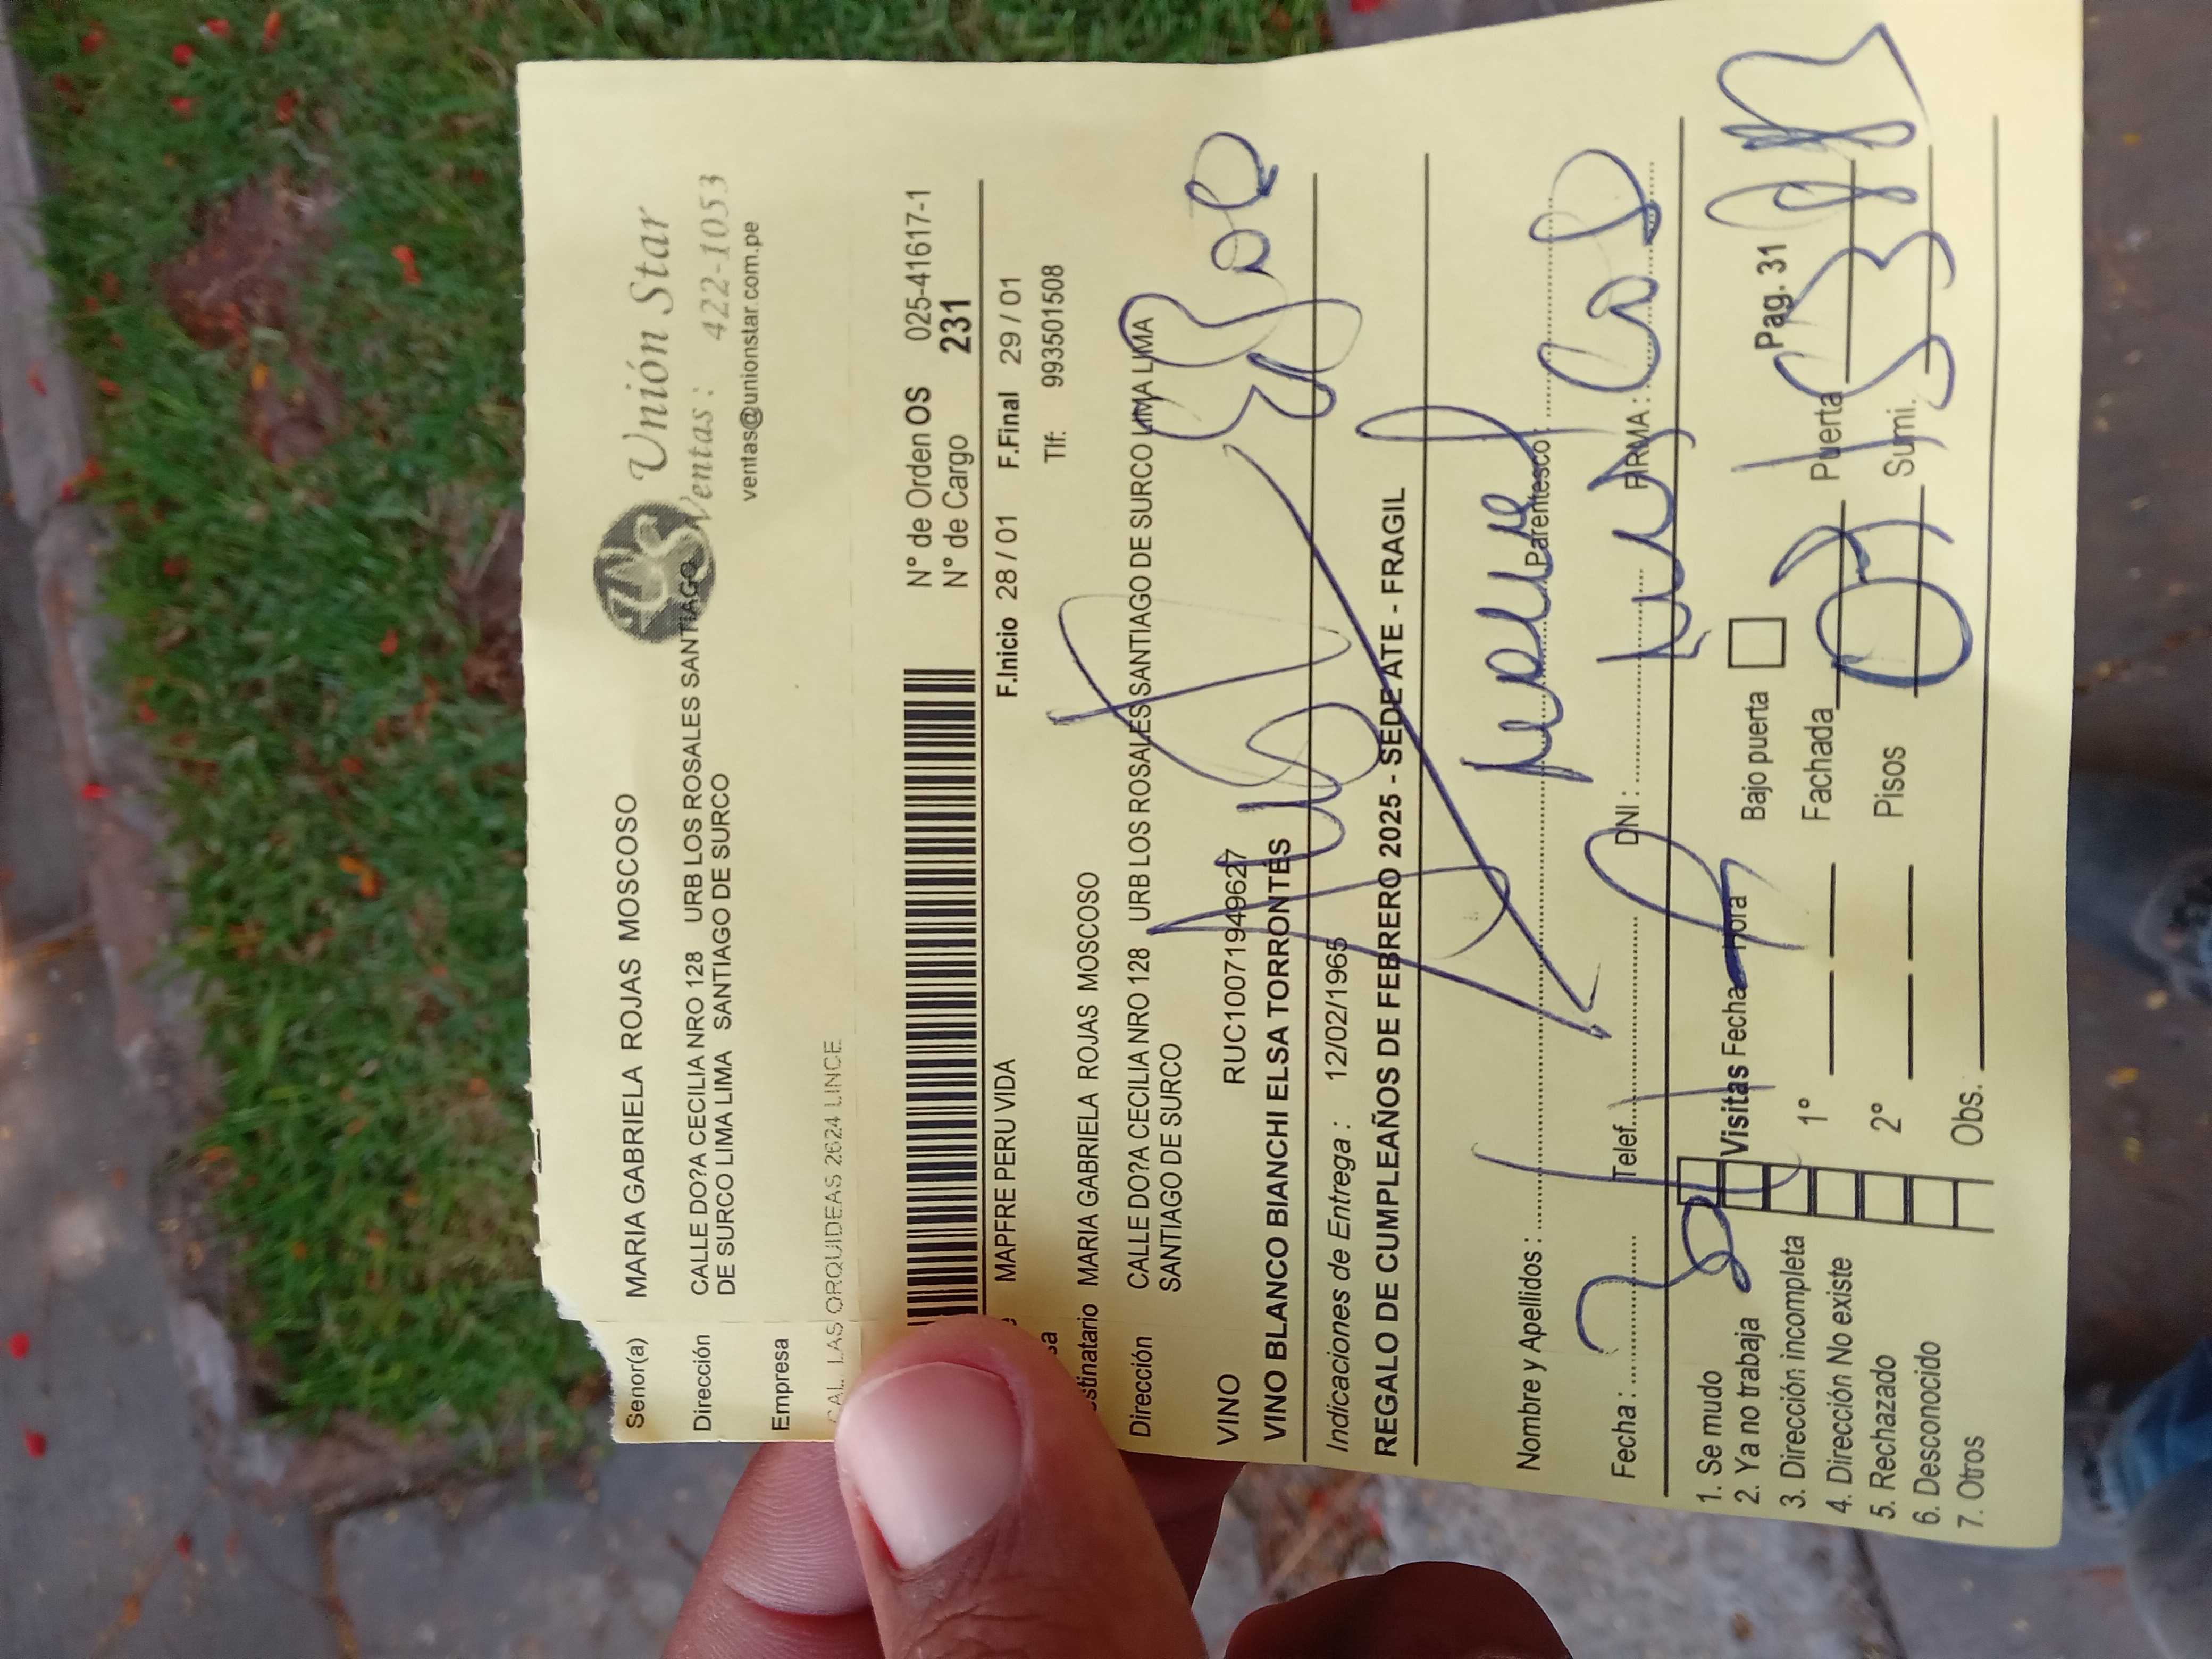 Unión Star
Ventas: 422-1053
ventas@unionstar.com.pe
Señor(a) MARIA GABRIELA ROJAS MOSCOSO
Dirección CALLE DO?A CECILIA NRO 128 URB LOS ROSALES SANTIAGO
DE SURCO LIMA LIMA SANTIAGO DE SURCO
Empresa
CAL. LAS ORQUIDEAS 2624 LINCE
N° de Orden OS 025-41617-1
N° de Cargo 231
MAPFRE PERU VIDA F.Inicio 28 / 01 F.Final 29 / 01
Tlf: 993501508
stinatario MARIA GABRIELA ROJAS MOSCOSO
Dirección CALLE DO?A CECILIA NRO 128 URB LOS ROSALES SANTIAGO DE SURCO LIMA LIMA
SANTIAGO DE SURCO
VINO RUC10071949627
VINO BLANCO BIANCHI ELSA TORRONTÉS
Indicaciones de Entrega : 12/02/1965
REGALO DE CUMPLEAÑOS DE FEBRERO 2025 - SEDE ATE - FRAGIL
Nombre y Apellidos : Parentesco :
Fecha : Telef. DNI : FIRMA :
1. Se mudo
2. Ya no trabaja
3. Dirección incompleta
4. Dirección No existe
5. Rechazado
6. Desconocido
7. Otros
Visitas Fecha Hora Bajo puerta Pag. 31
1° Fachada Puerta
2° Pisos Sumi.
Obs.